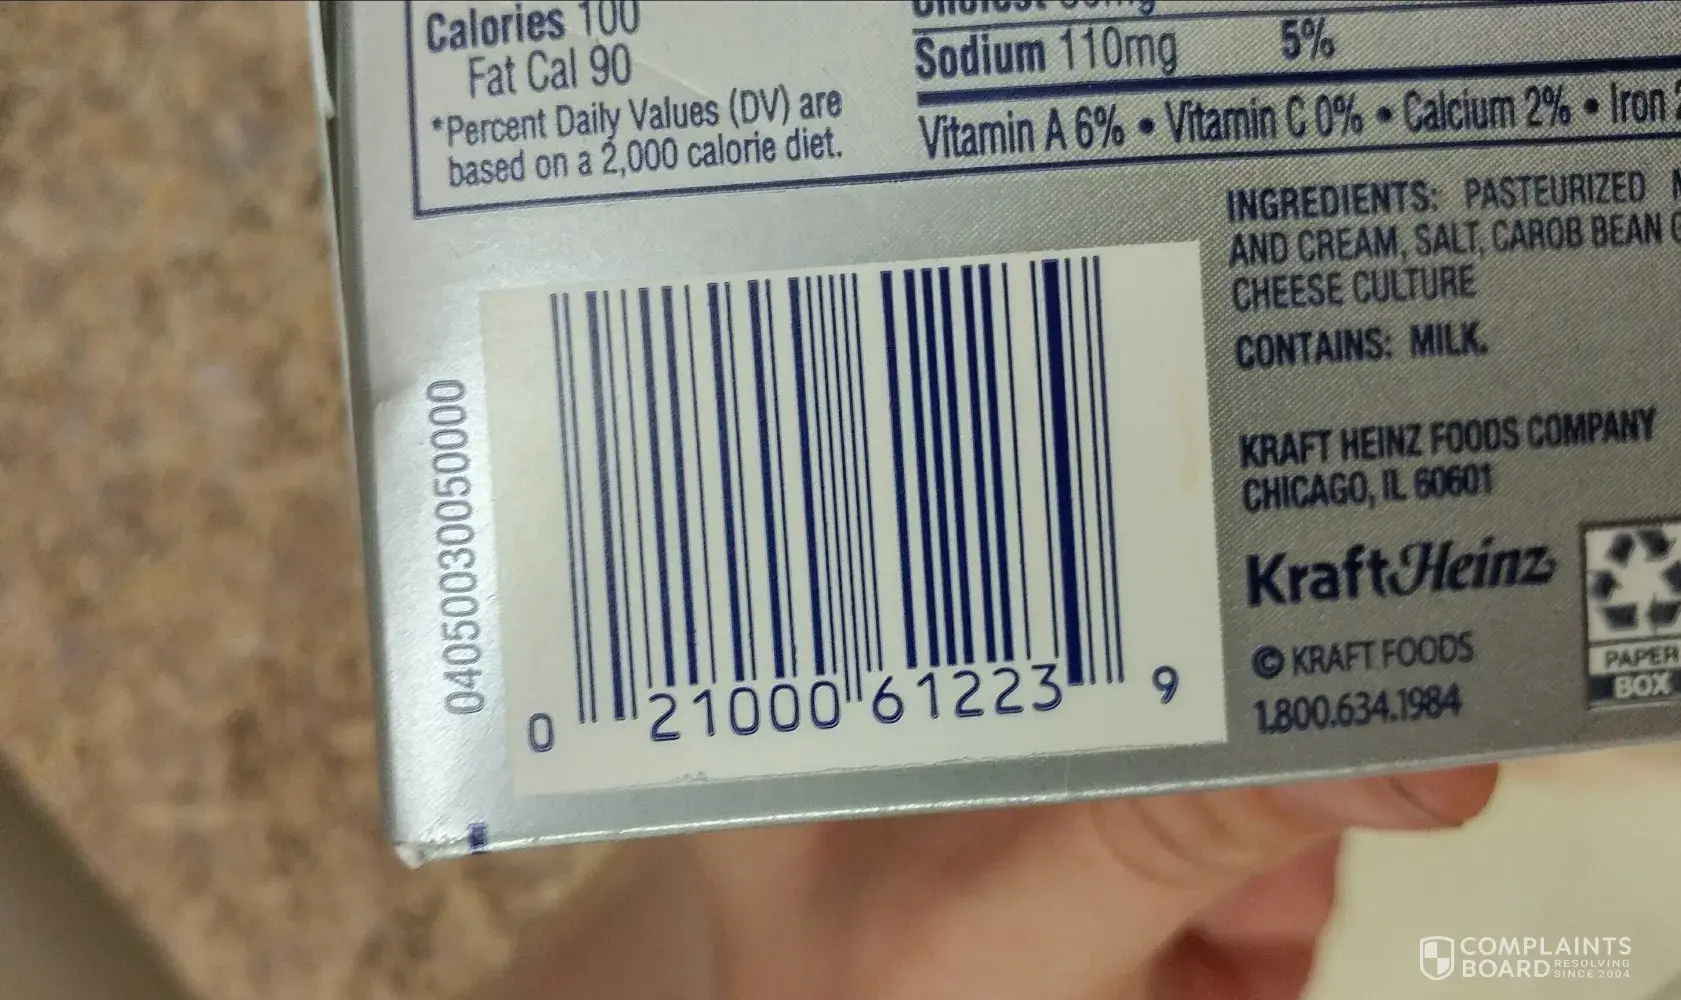 Calories 100
Fat Cal 90
*Percent Daily Values (DV) are
based on a 2,000 calorie diet.
Sodium 110mg 5%
Vitamin A 6% • Vitamin C 0% • Calcium 2% • Iron
INGREDIENTS: PASTEURIZED
AND CREAM, SALT, CAROB BEAN
CHEESE CULTURE
CONTAINS: MILK.
KRAFT HEINZ FOODS COMPANY
CHICAGO, IL 60601
KraftHeinz
© KRAFT FOODS
1.800.634.1984
PAPER
BOX
04050030050000
0 21000 61223 9
COMPLAINTS
BOARD RESOLVING
SINCE 2004